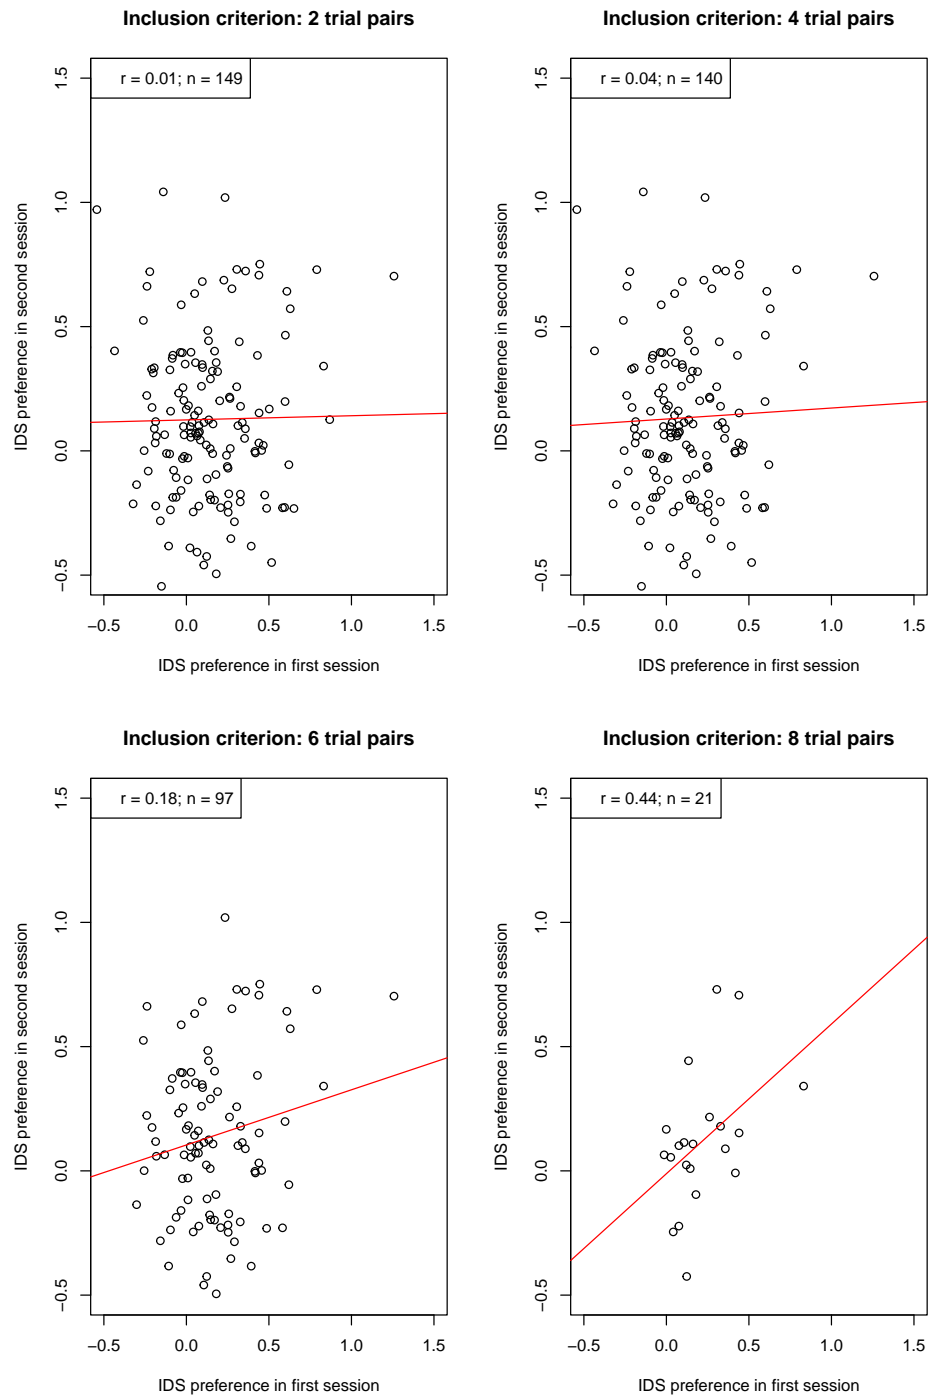 Inclusion criterion: 2 trial pairs
r = 0.01; n = 149
1.5
1.0
0.5
0.0
−0.5
IDS preference in second session
−0.5 0.0 0.5 1.0 1.5
IDS preference in first session
Inclusion criterion: 4 trial pairs
r = 0.04; n = 140
1.5
1.0
0.5
0.0
−0.5
IDS preference in second session
−0.5 0.0 0.5 1.0 1.5
IDS preference in first session
Inclusion criterion: 6 trial pairs
r = 0.18; n = 97
1.5
1.0
0.5
0.0
−0.5
IDS preference in second session
−0.5 0.0 0.5 1.0 1.5
IDS preference in first session
Inclusion criterion: 8 trial pairs
r = 0.44; n = 21
1.5
1.0
0.5
0.0
−0.5
IDS preference in second session
−0.5 0.0 0.5 1.0 1.5
IDS preference in first session